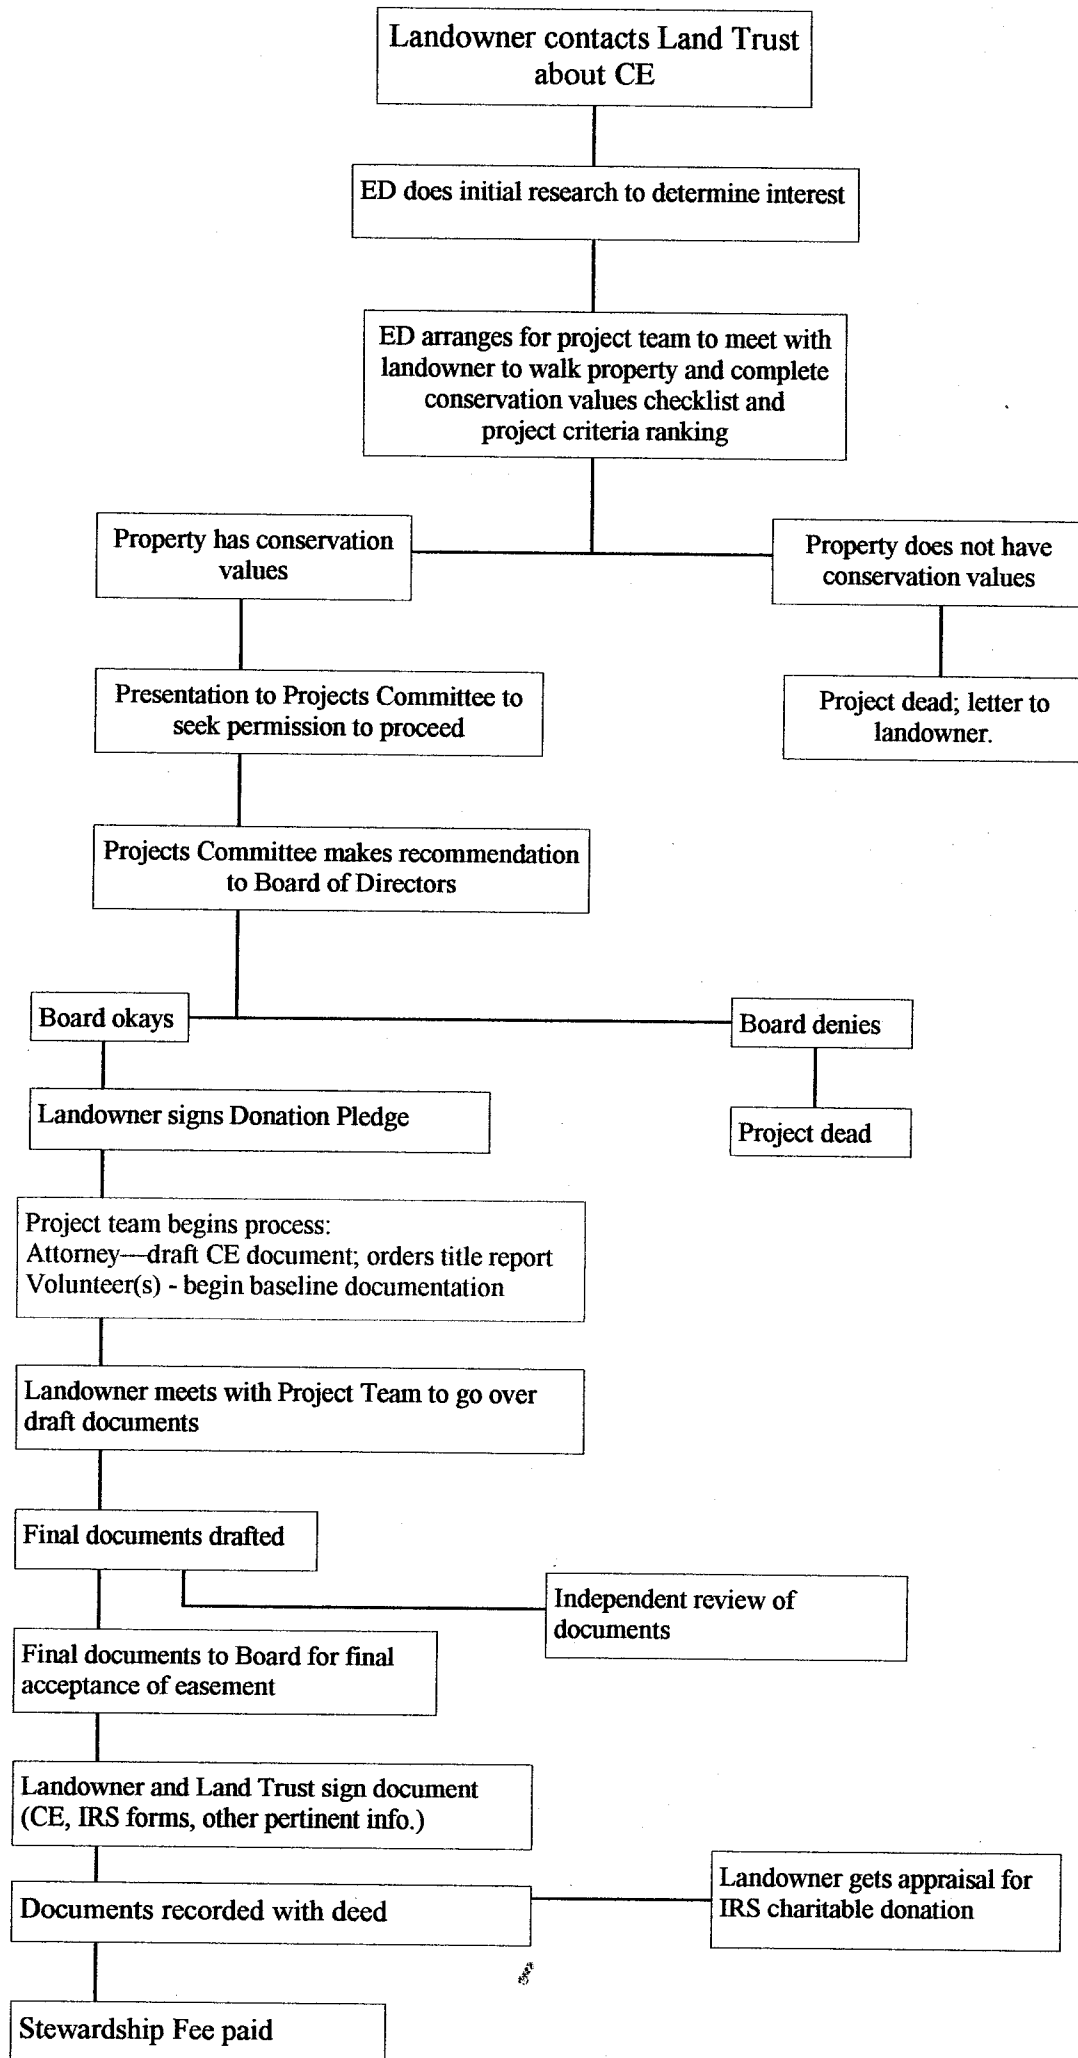 Landowner contacts Land Trust
about CE
ED does initial research to determine interest
ED arranges for project team to meet with
landowner to walk property and complete
conservation values checklist and
project criteria ranking
Property has conservation
values
Property does not have
conservation values
Presentation to Projects Committee to
seek permission to proceed
Project dead; letter to
landowner.
Projects Committee makes recommendation
to Board of Directors
Board okays
Board denies
Landowner signs Donation Pledge
Project dead
Project team begins process:
Attorney—draft CE document; orders title report
Volunteer(s) - begin baseline documentation
Landowner meets with Project Team to go over
draft documents
Final documents drafted
Independent review of
documents
Final documents to Board for final
acceptance of easement
Landowner and Land Trust sign document
(CE, IRS forms, other pertinent info.)
Landowner gets appraisal for
IRS charitable donation
Documents recorded with deed
Stewardship Fee paid